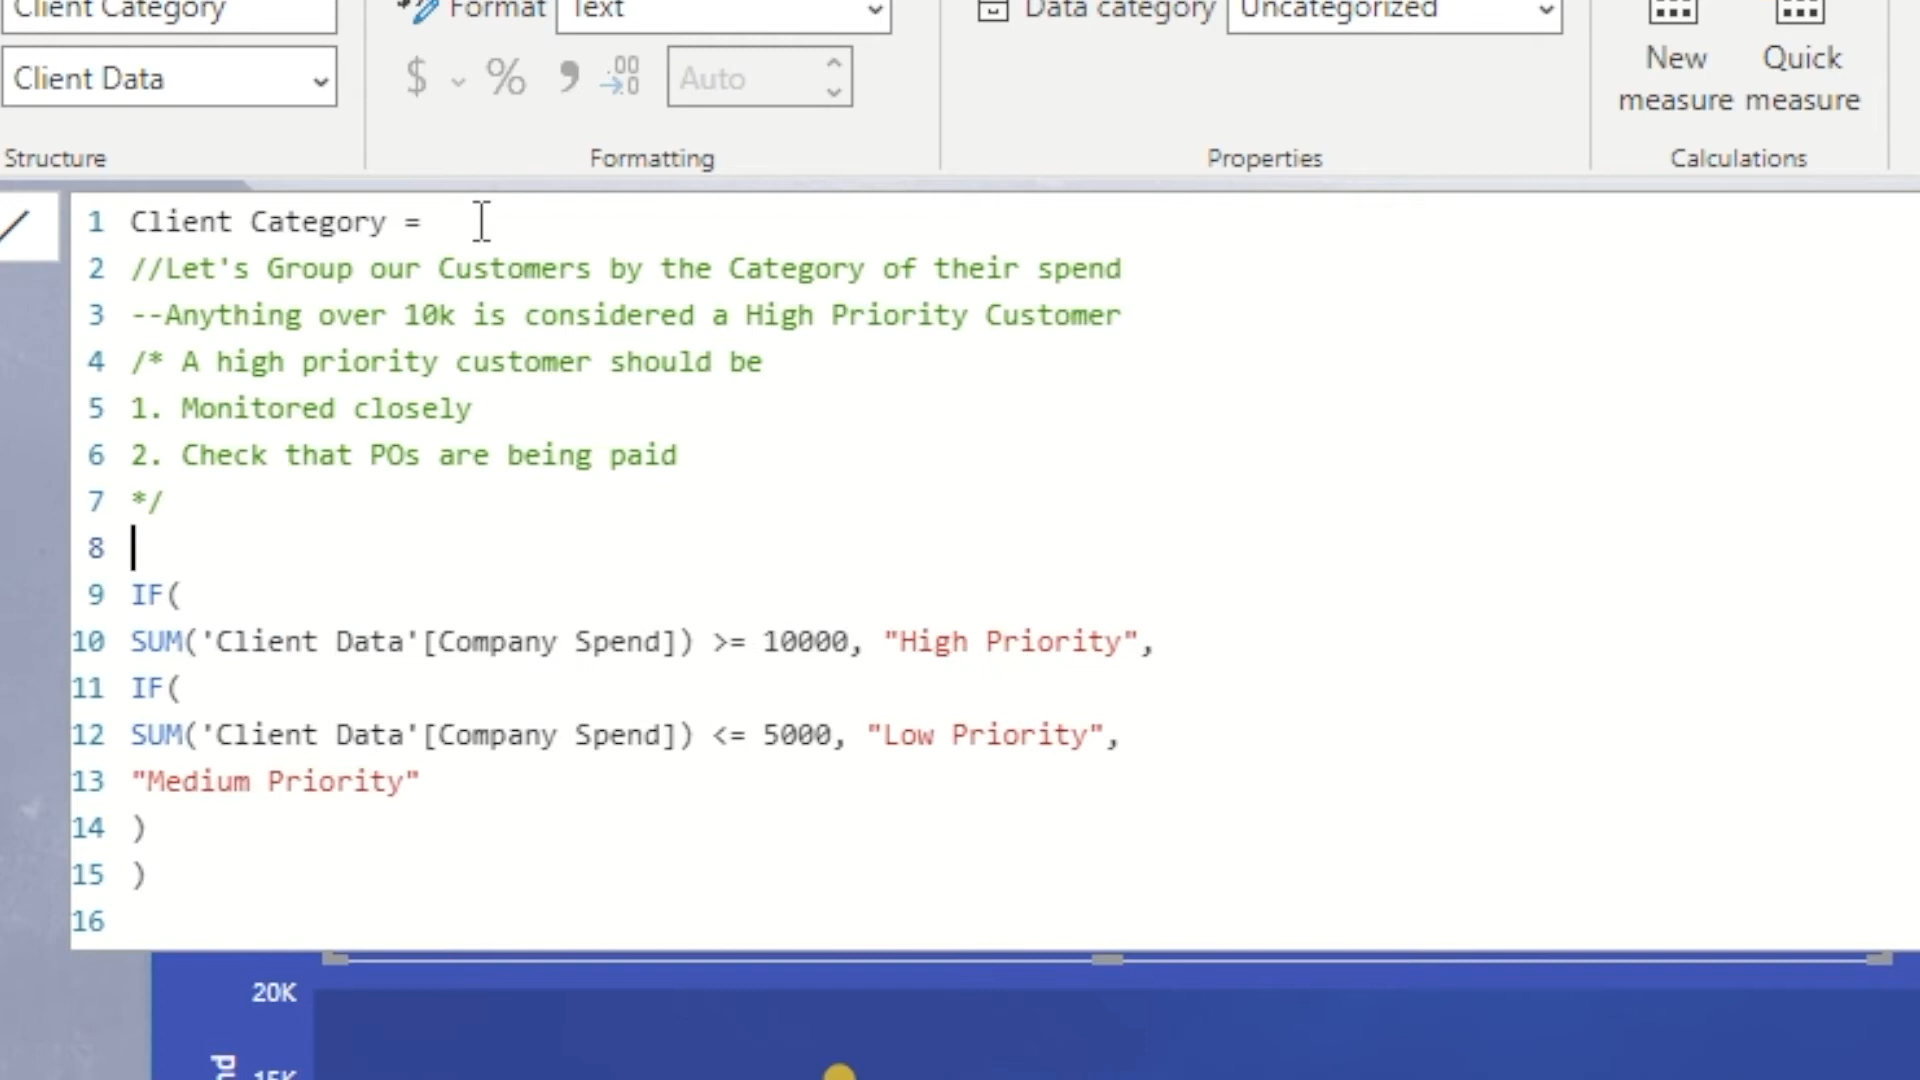 Client Category
Format Text
Data category Uncategorized
New measure
Quick measure
Client Data
$ % 9 .00 →.0 Auto
Structure
Formatting
Properties
Calculations
1 Client Category =
2 //Let's Group our Customers by the Category of their spend
3 --Anything over 10k is considered a High Priority Customer
4 /* A high priority customer should be
5 1. Monitored closely
6 2. Check that POs are being paid
7 */
8
9 IF(
10 SUM('Client Data'[Company Spend]) >= 10000, "High Priority",
11 IF(
12 SUM('Client Data'[Company Spend]) <= 5000, "Low Priority",
13 "Medium Priority"
14 )
15 )
16
20K
15K